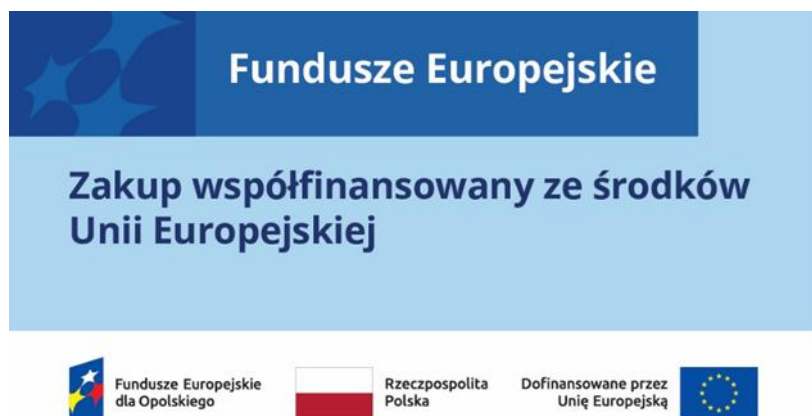 Fundusze Europejskie
Zakup współfinansowany ze środków
Unii Europejskiej
Fundusze Europejskie
dla Opolskiego
Rzeczpospolita
Polska
Dofinansowane przez
Unię Europejską